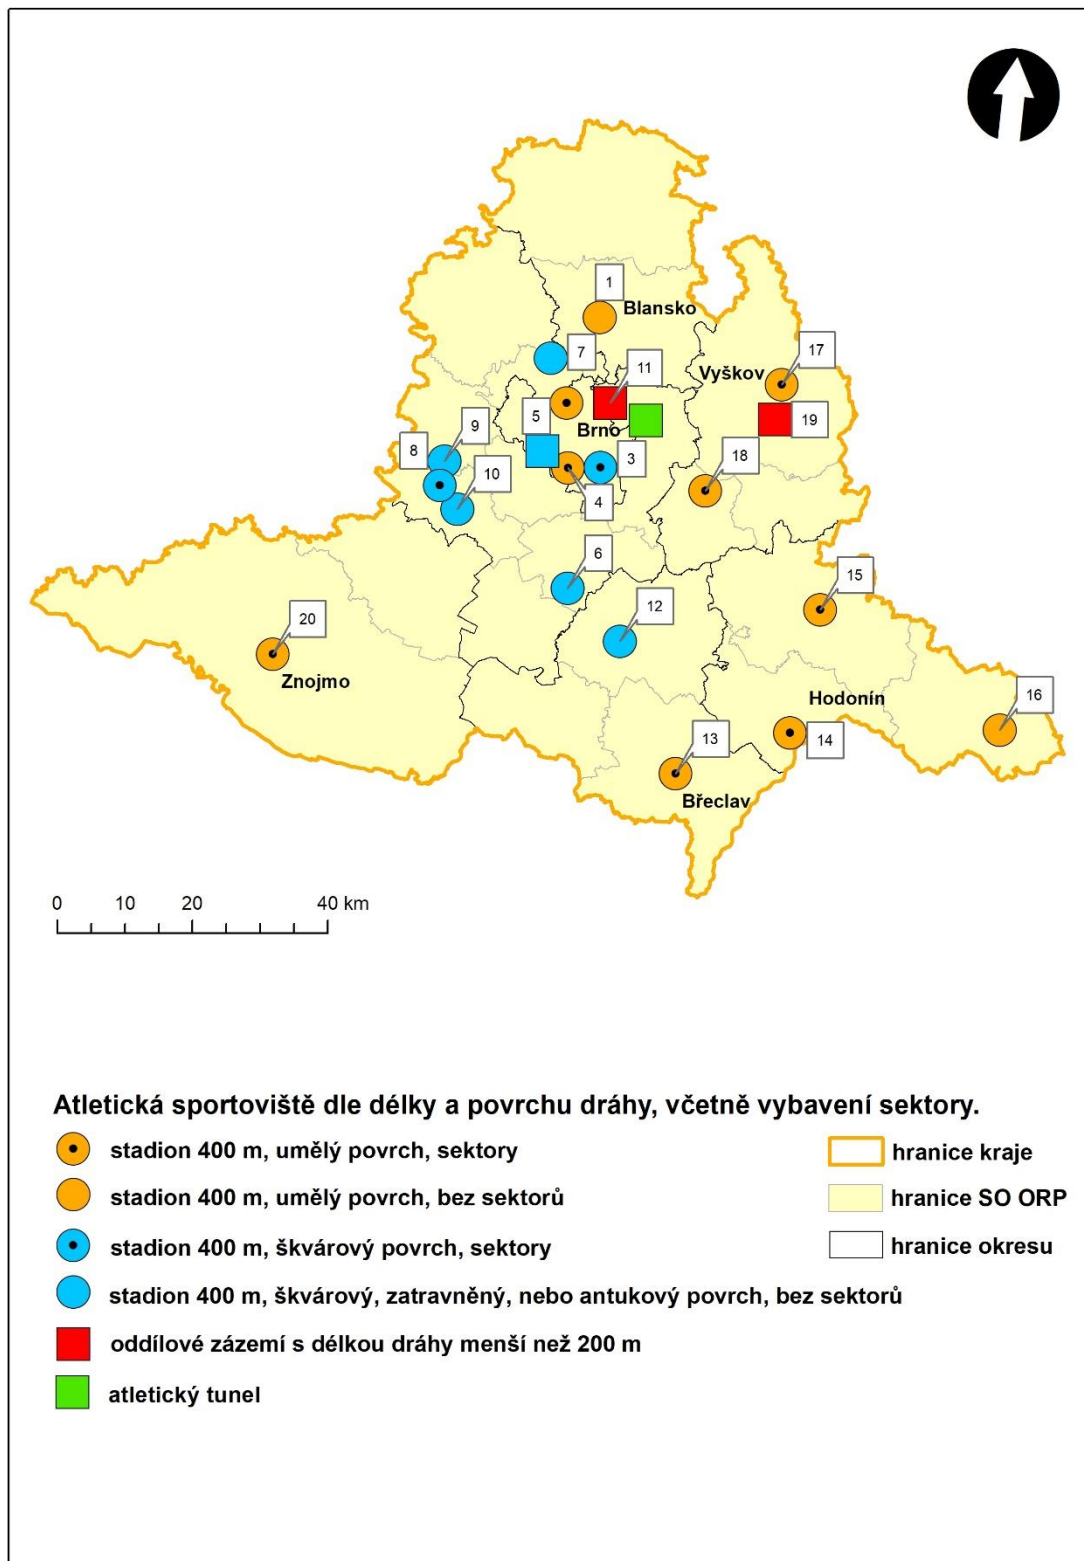 1
Blansko
7
11
17
Vyškov
5
Brno
19
9
8
3
18
10
4
6
15
12
20
Znojmo
Hodonín
16
13
14
Břeclav
0 10 20 40 km
Atletická sportoviště dle délky a povrchu dráhy, včetně vybavení sektory.
stadion 400 m, umělý povrch, sektory
hranice kraje
stadion 400 m, umělý povrch, bez sektorů
hranice SO ORP
stadion 400 m, škvárový povrch, sektory
hranice okresu
stadion 400 m, škvárový, zatravněný, nebo antukový povrch, bez sektorů
oddílové zázemí s délkou dráhy menší než 200 m
atletický tunel